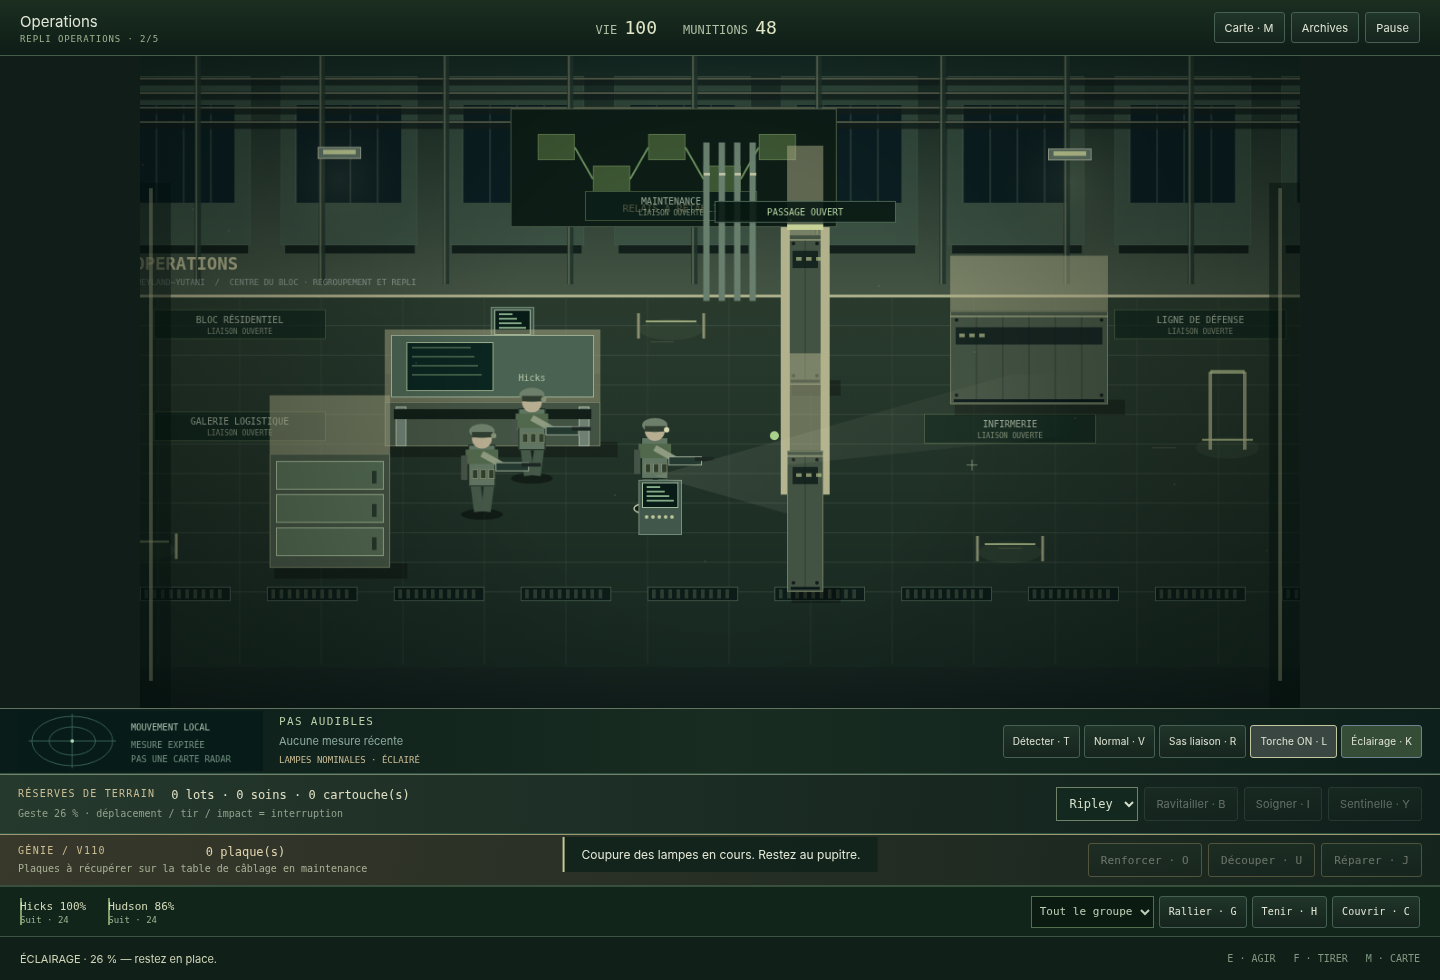 Operations
REPLI OPERATIONS · 2/5
VIE 100 MUNITIONS 48
Carte · M
Archives
Pause
MAINTENANCE
LIAISON OUVERTE
PASSAGE OUVERT
OPERATIONS
WEYLAND-YUTANI / CENTRE DU BLOC · REGROUPEMENT ET REPLI
BLOC RÉSIDENTIEL
LIAISON OUVERTE
LIGNE DE DÉFENSE
LIAISON OUVERTE
Hicks
GALERIE LOGISTIQUE
LIAISON OUVERTE
INFIRMERIE
LIAISON OUVERTE
MOUVEMENT LOCAL
MESURE EXPIRÉE
PAS UNE CARTE RADAR
PAS AUDIBLES
Aucune mesure récente
LAMPES NOMINALES · ÉCLAIRÉ
Détecter · T
Normal · V
Sas liaison · R
Torche ON · L
Éclairage · K
RÉSERVES DE TERRAIN 0 lots · 0 soins · 0 cartouche(s)
Geste 26 % · déplacement / tir / impact = interruption
Ripley
Ravitailler · B
Soigner · I
Sentinelle · Y
GÉNIE / V110 0 plaque(s)
Plaques à récupérer sur la table de câblage en maintenance
Coupure des lampes en cours. Restez au pupitre.
Renforcer · O
Découper · U
Réparer · J
Hicks 100%
Suit · 24
Hudson 86%
Suit · 24
Tout le groupe
Rallier · G
Tenir · H
Couvrir · C
ÉCLAIRAGE · 26 % — restez en place.
E · AGIR F · TIRER M · CARTE